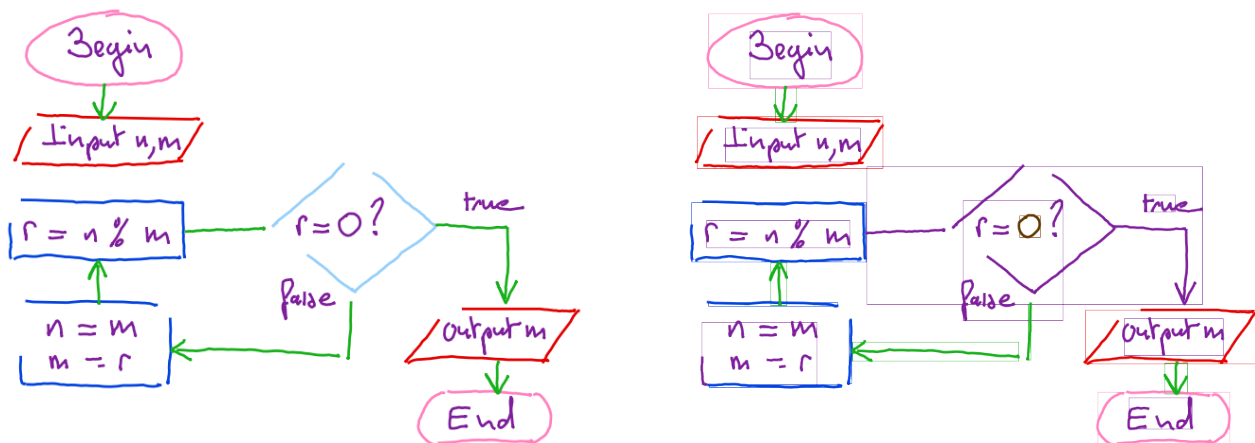 Begin
Input n,m
r = n % m
r = 0?
true
false
n = m
m = r
output m
End
Begin
Input n,m
r = n % m
r = 0?
true
false
n = m
m = r
output m
End